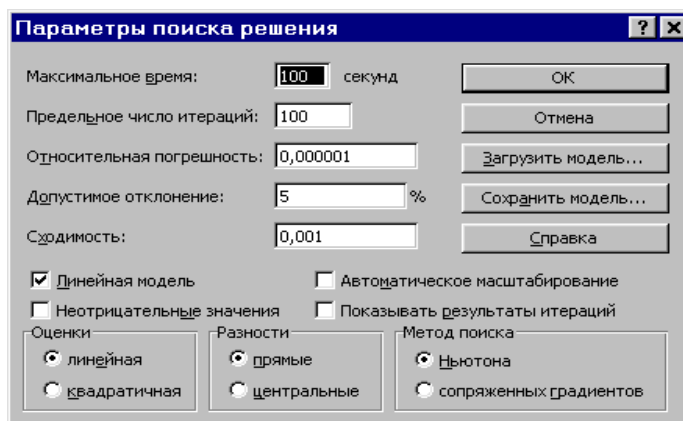 Параметры поиска решения
Максимальное время: 100 секунд
OK
Предельное число итераций: 100
Отмена
Относительная погрешность: 0,000001
Загрузить модель...
Допустимое отклонение: 5 %
Сохранить модель...
Сходимость: 0,001
Справка
Линейная модель
Автоматическое масштабирование
Неотрицательные значения
Показывать результаты итераций
Оценки
линейная
квадратичная
Разности
прямые
центральные
Метод поиска
Ньютона
сопряженных градиентов